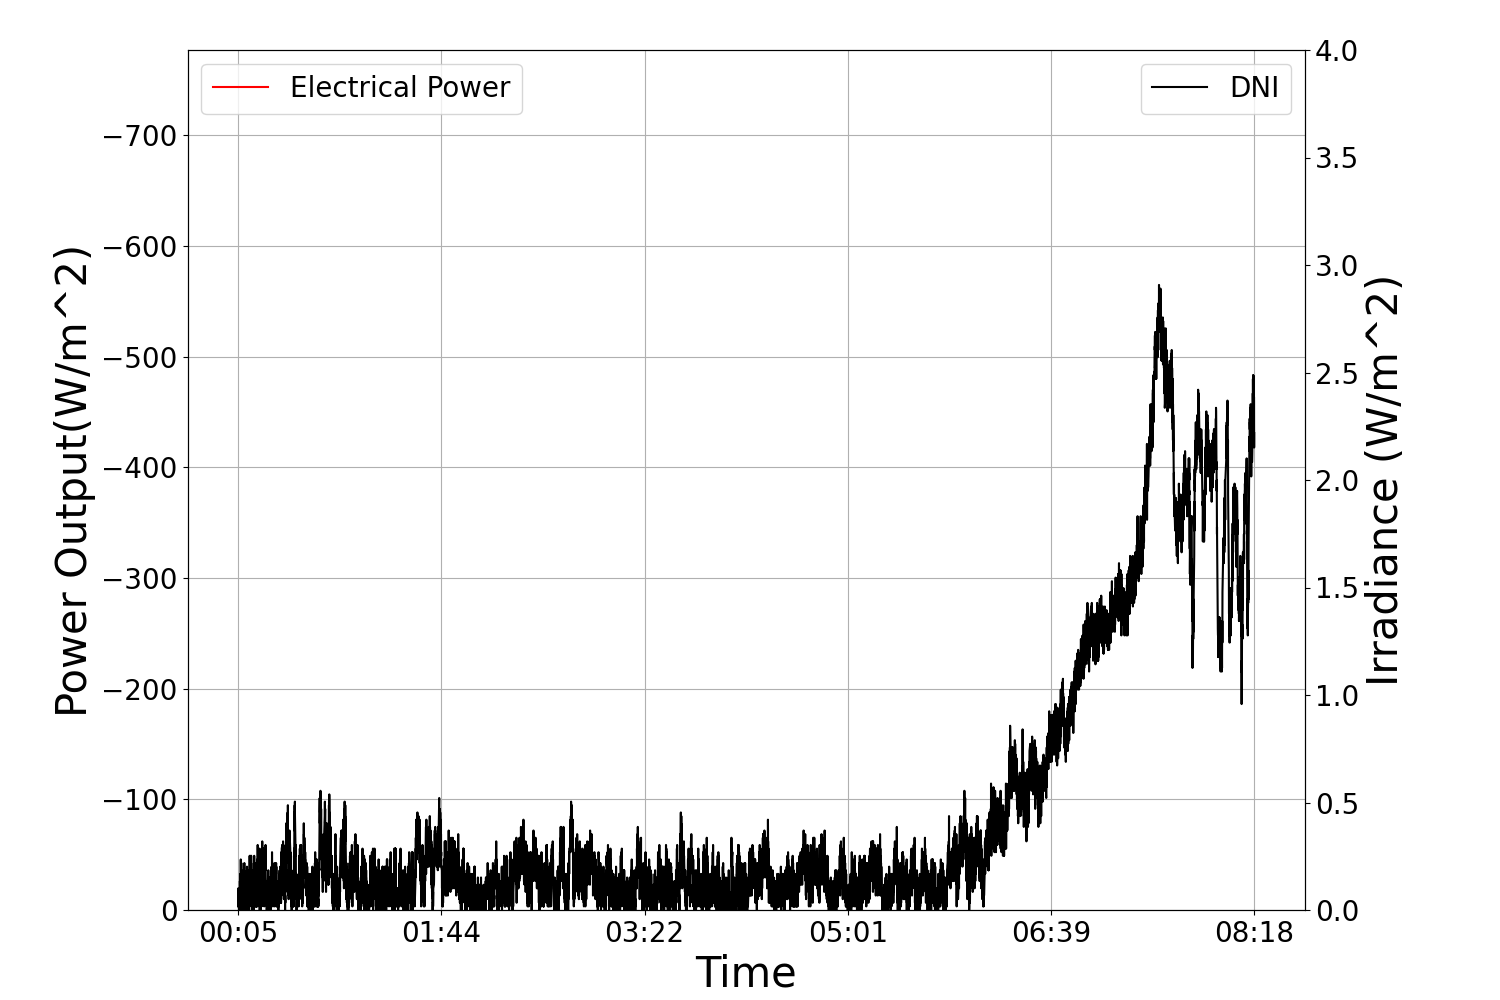 Electrical Power
DNI
Power Output(W/m^2)
−700
−600
−500
−400
−300
−200
−100
0
4.0
3.5
3.0
2.5
2.0
1.5
1.0
0.5
0.0
Irradiance (W/m^2)
00:05 01:44 03:22 05:01 06:39 08:18
Time